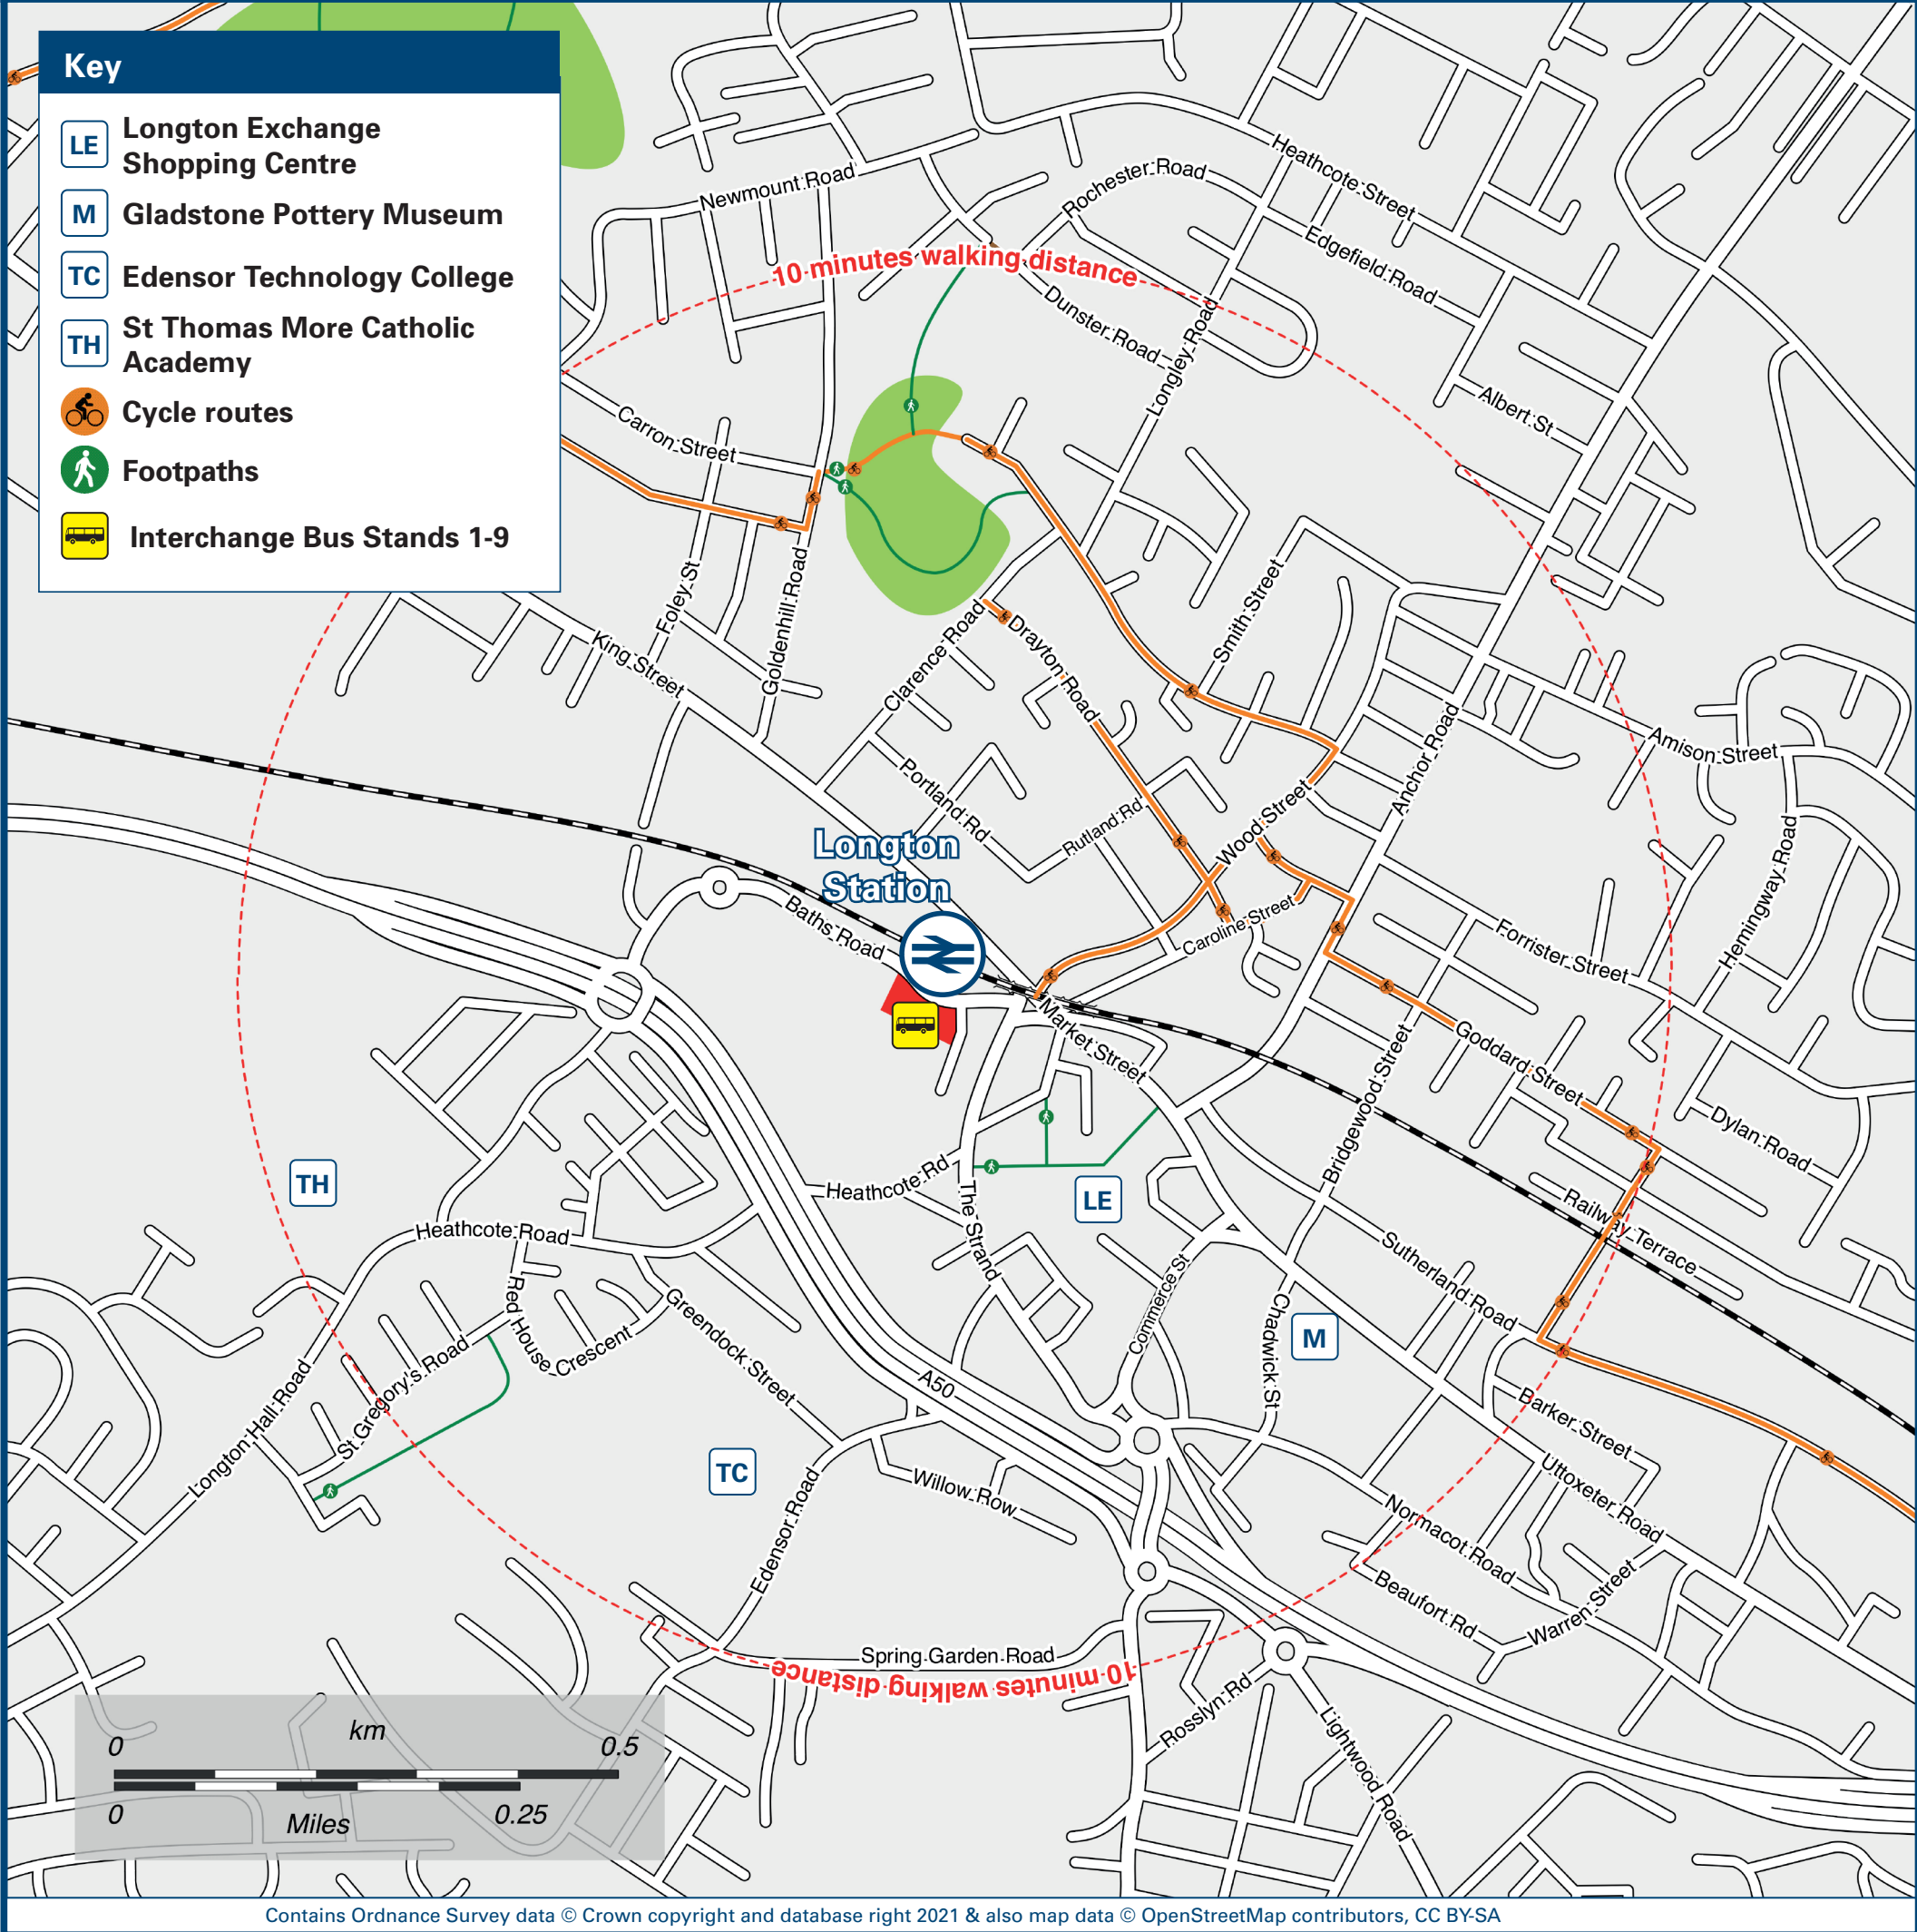 Key
LE
Longton Exchange
Shopping Centre
M
Gladstone Pottery Museum
TC
Edensor Technology College
TH
St Thomas More Catholic
Academy
Cycle routes
Footpaths
Interchange Bus Stands 1-9
Newmount Road
Rochester Road
Heathcote Street
Edgefield Road
10 minutes walking distance
Dunster Road
Longley Road
Albert St
Carron Street
Foley St
Goldenhill Road
King Street
Clarence Road
Drayton Road
Smith Street
Anchor Road
Amison Street
Portland Rd
Rutland Rd
Wood Street
Hemingway Road
Longton
Station
Baths Road
Caroline Street
Forrister Street
Market Street
Goddard Street
Bridgewood Street
Dylan Road
TH
Heathcote Rd
LE
The Strand
Railway Terrace
Heathcote Road
Sutherland Road
Red House Crescent
Greendock Street
Commerce St
Chadwick St
M
St Gregory's Road
Longton Hall Road
A50
Barker Street
TC
Willow Row
Uttoxeter Road
Edensor Road
Normacot Road
Beaufort Rd
Warren Street
Spring Garden Road
10 minutes walking distance
Rosslyn Rd
Lightwood Road
km
0 0.5
0 0.25
Miles
Contains Ordnance Survey data © Crown copyright and database right 2021 & also map data © OpenStreetMap contributors, CC BY-SA